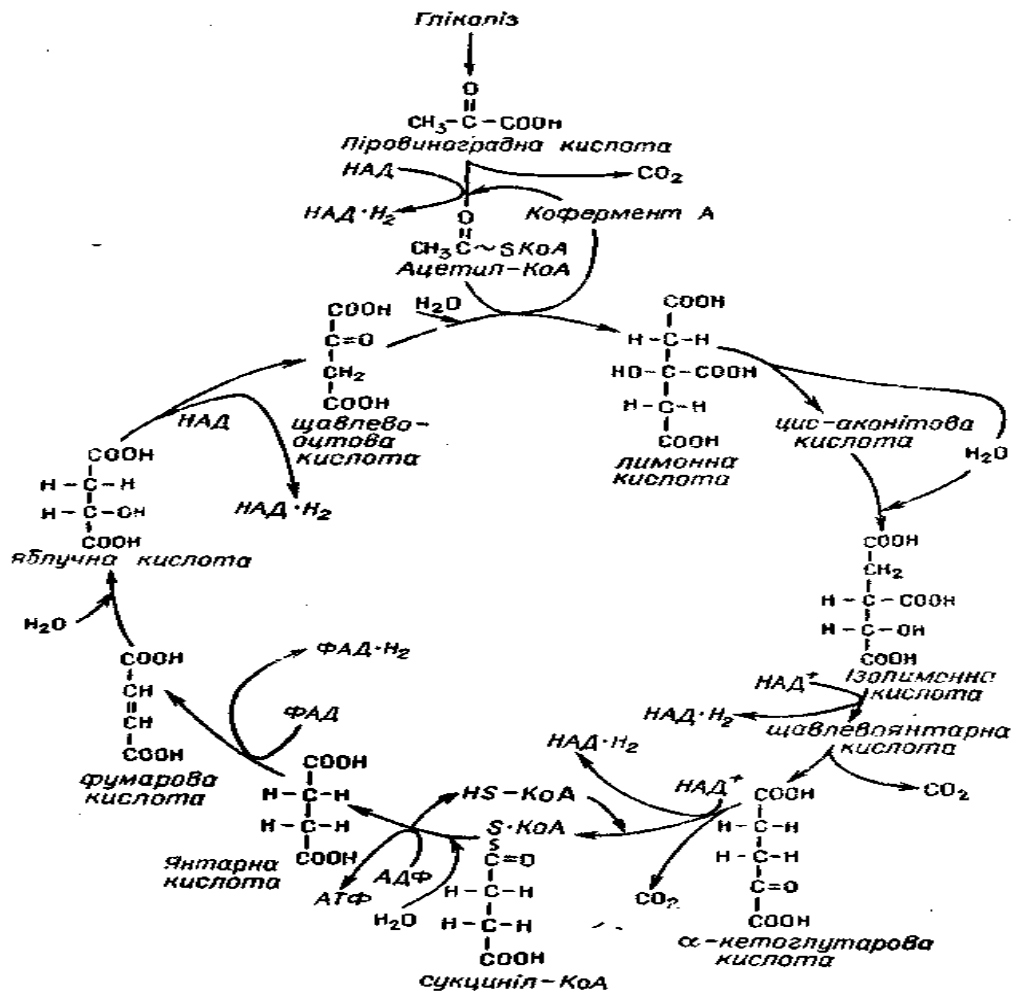 Гліколіз
O
CH₃–C–COOH
Піровиноградна кислота
НАД
CO₂
НАД·H₂
Кофермент А
O
CH₃C~SKoA
Ацетил-КоА
COOH
C=O
CH₂
COOH
H₂O
щавлево-
оцтова
кислота
COOH
H–C–H
HO–C–COOH
H–C–H
COOH
лимонна
кислота
цис-аконітова
кислота
H₂O
COOH
CH₂
H–C–COOH
H–C–OH
COOH
Ізолимонна
кислота
НАД⁺
НАД·H₂
щавлевоянтарна
кислота
CO₂
COOH
H–C–H
H–C–H
C=O
COOH
α-кетоглутарова
кислота
НАД⁺
НАД·H₂
CO₂
HS–КоА
S·КоА
S
C=O
H–C–H
H–C–H
COOH
сукциніл-КоА
H₂O
АДФ
АТФ
COOH
H–C–H
H–C–H
COOH
Янтарна
кислота
ФАД
ФАД·H₂
COOH
CH
CH
COOH
фумарова
кислота
H₂O
COOH
H–C–H
H–C–OH
COOH
яблучна кислота
НАД
НАД·H₂